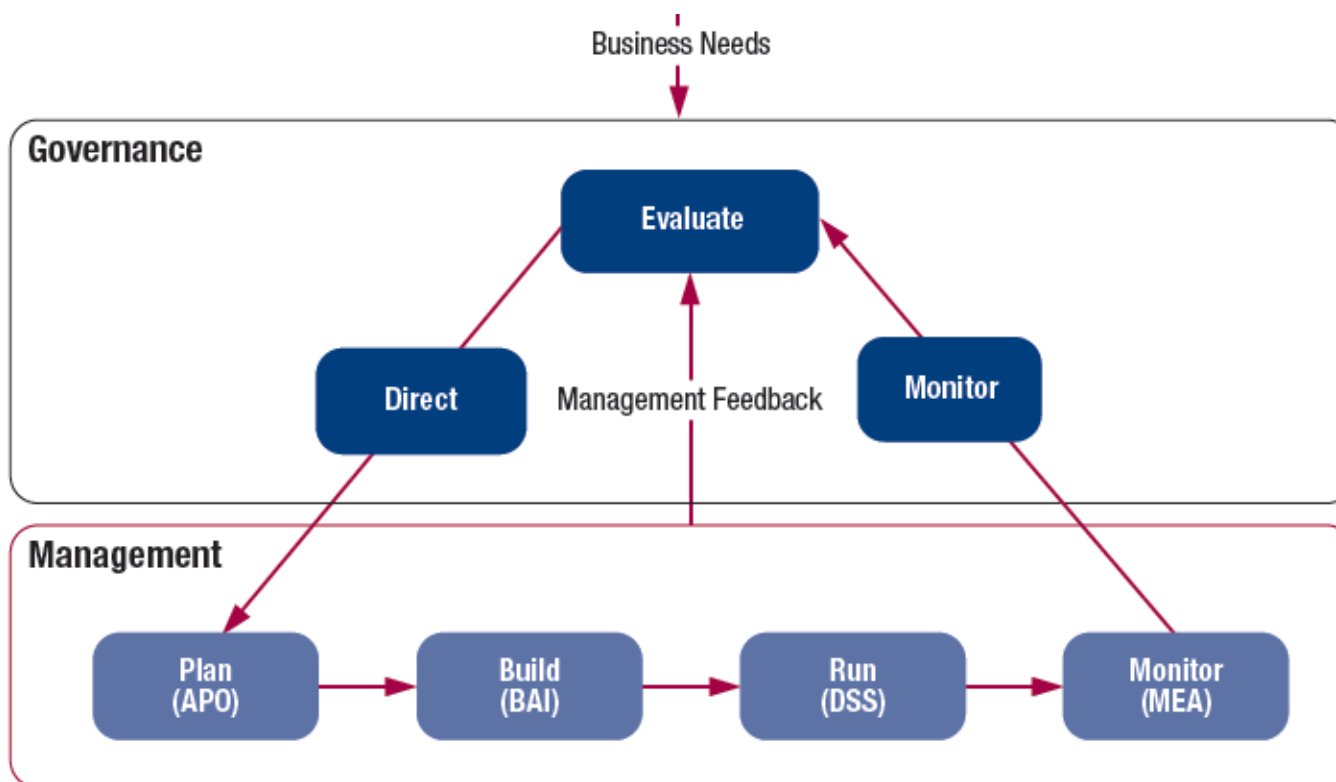 Business Needs
Governance
Evaluate
Direct
Management Feedback
Monitor
Management
Plan
(APO)
Build
(BAI)
Run
(DSS)
Monitor
(MEA)